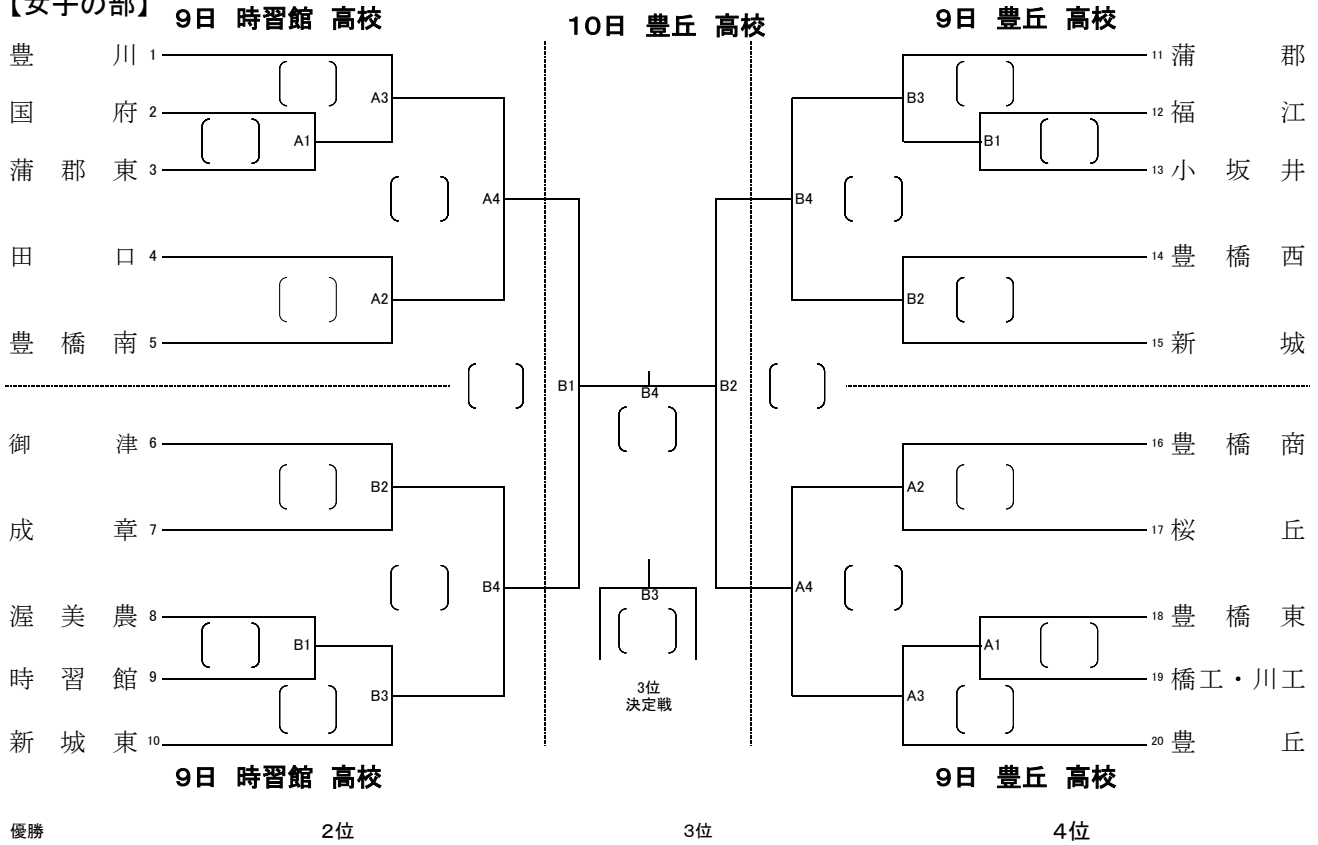 【女子の部】
9日 時習館 高校
10日 豊丘 高校
9日 豊丘 高校
豊川 1
国府 2
蒲郡東 3
田口 4
豊橋南 5
御津 6
成章 7
渥美農 8
時習館 9
新城東 10
A3
A1
A4
A2
B1
B2
B4
B1
B3
B4
B3
3位
決定戦
B2
B3
B1
B4
B2
A2
A4
A1
A3
11 蒲郡
12 福江
13 小坂井
14 豊橋西
15 新城
16 豊橋商
17 桜丘
18 豊橋東
19 橋工・川工
20 豊丘
9日 時習館 高校
9日 豊丘 高校
優勝 2位 3位 4位